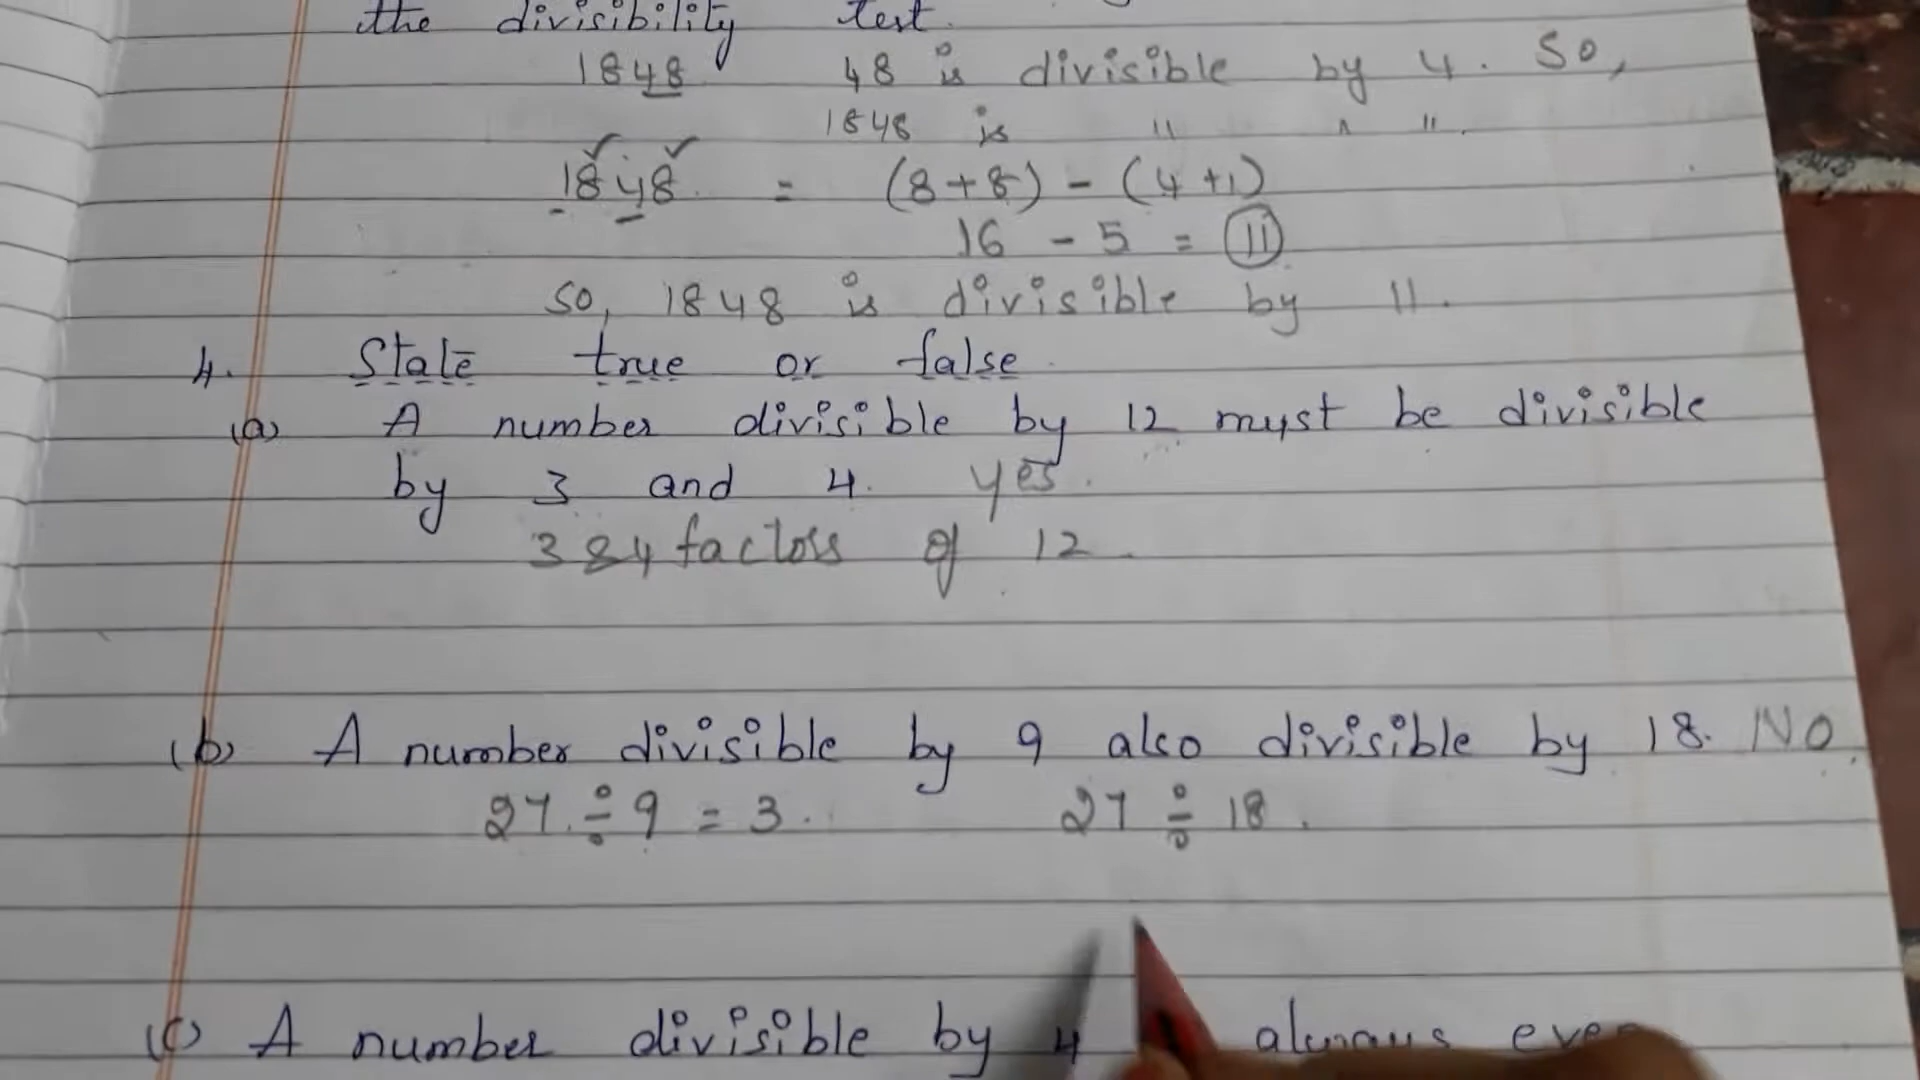 the divisibility test.
1848 48 is divisible by 4. So,
1848 is " " ".
1848 = (8+8) - (4+1)
16 - 5 = 11
So, 1848 is divisible by 11.
4. State true or false.
(a) A number divisible by 12 must be divisible
by 3 and 4. yes.
3 & 4 factors of 12.
(b) A number divisible by 9 also divisible by 18. No.
27 ÷ 9 = 3. 27 ÷ 18.
(c) A number divisible by 4 always even